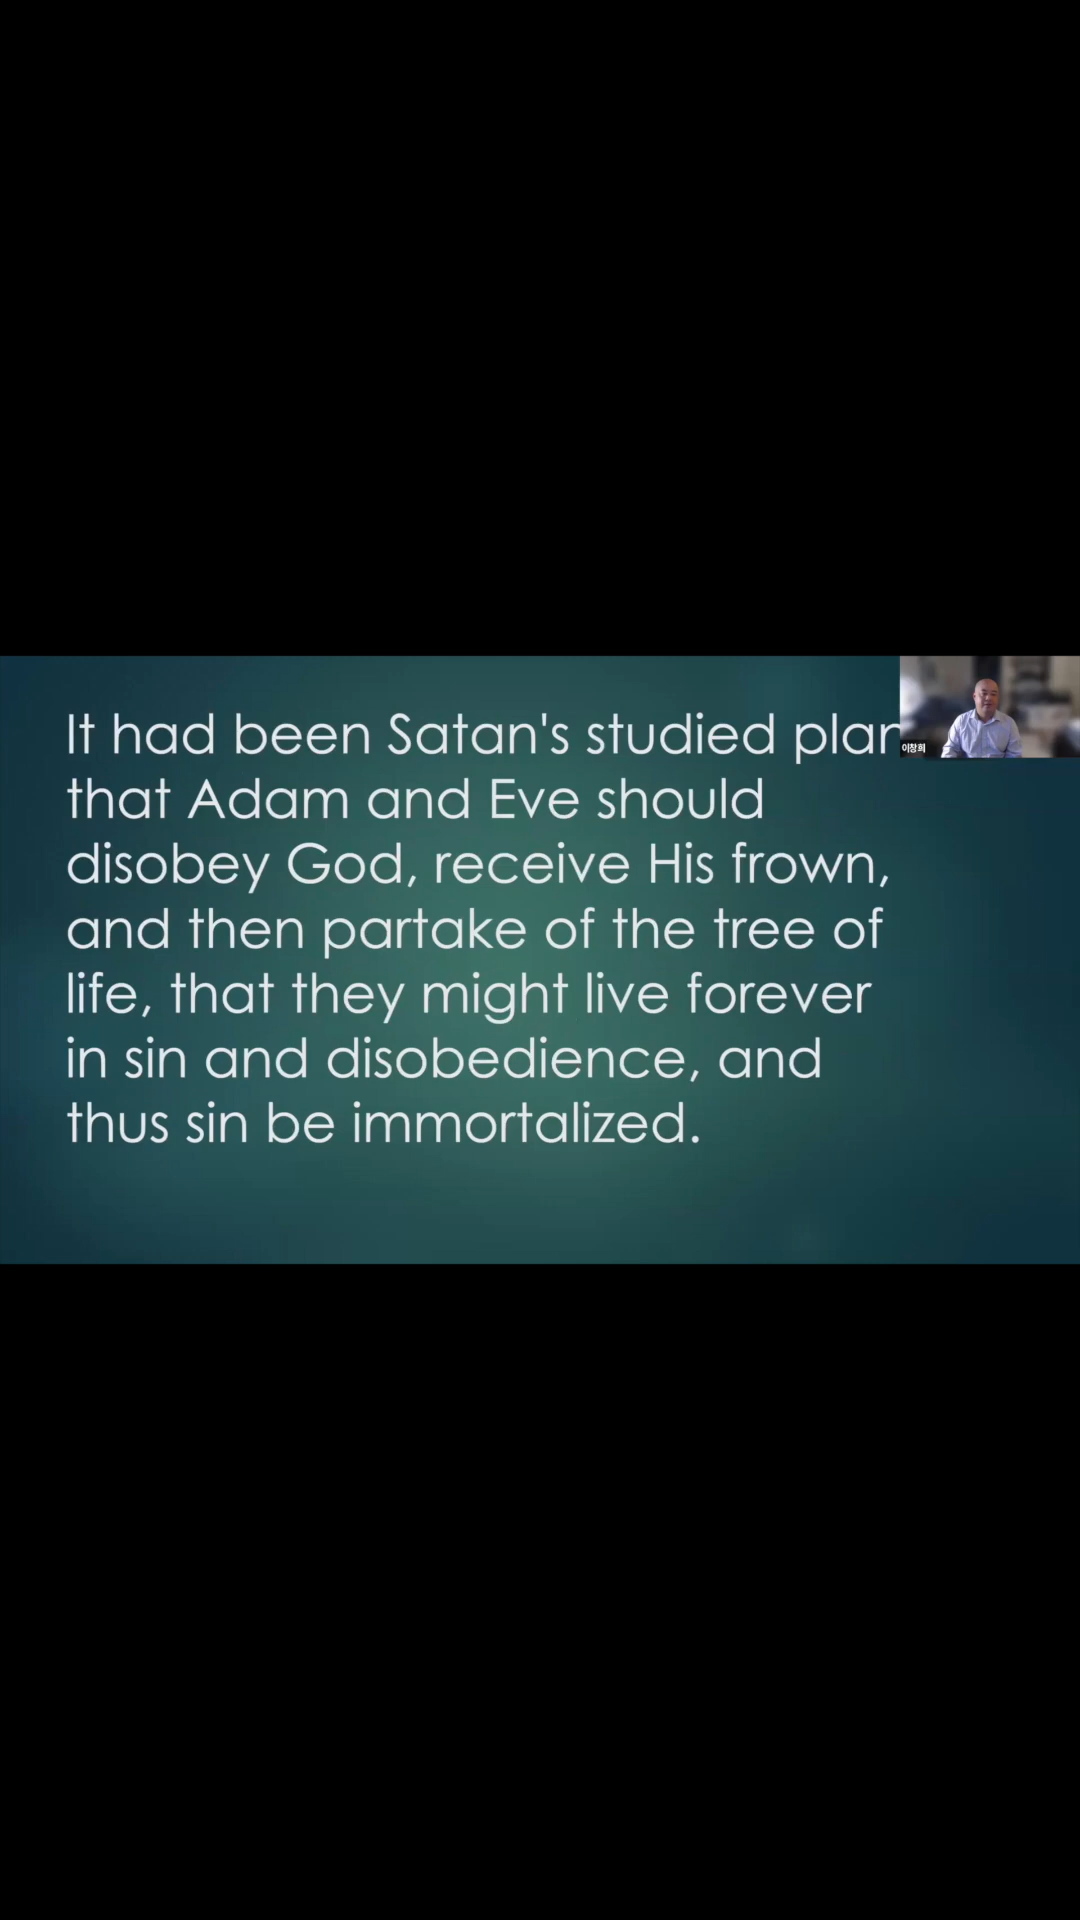 It had been Satan's studied plan
that Adam and Eve should
disobey God, receive His frown,
and then partake of the tree of
life, that they might live forever
in sin and disobedience, and
thus sin be immortalized.
이창희